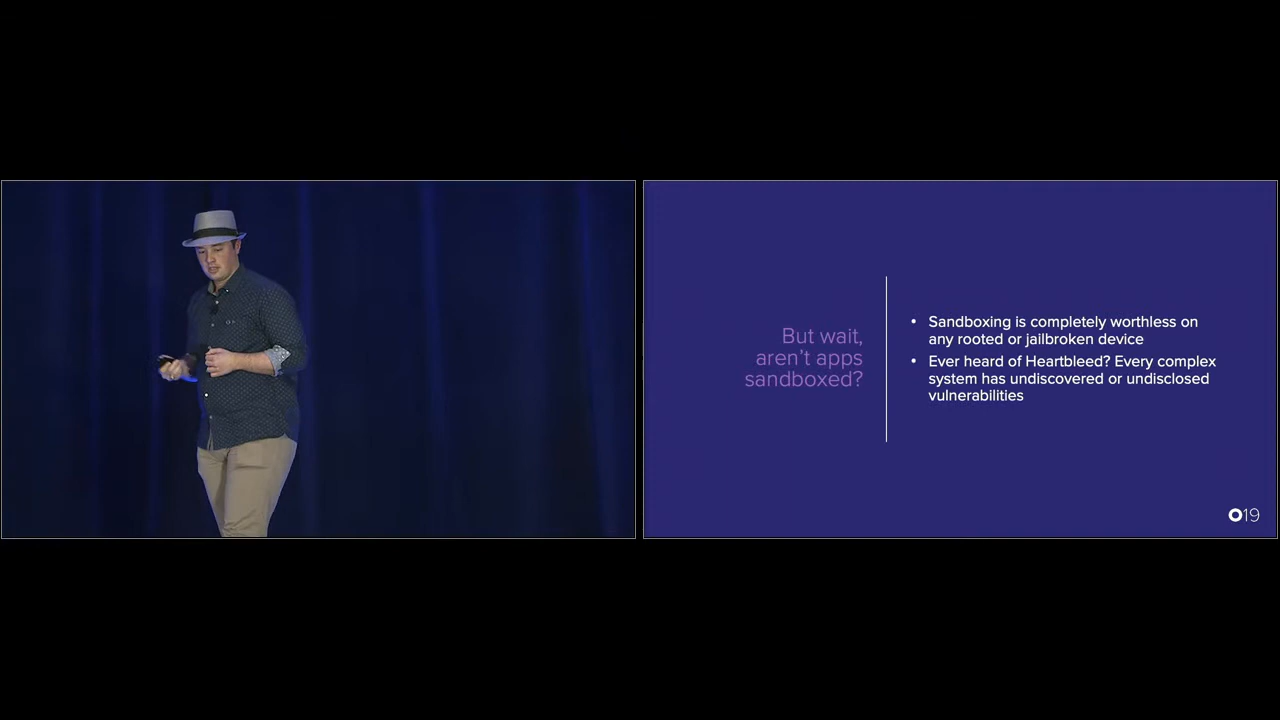 But wait,
aren't apps
sandboxed?
• Sandboxing is completely worthless on
any rooted or jailbroken device
• Ever heard of Heartbleed? Every complex
system has undiscovered or undisclosed
vulnerabilities
O19